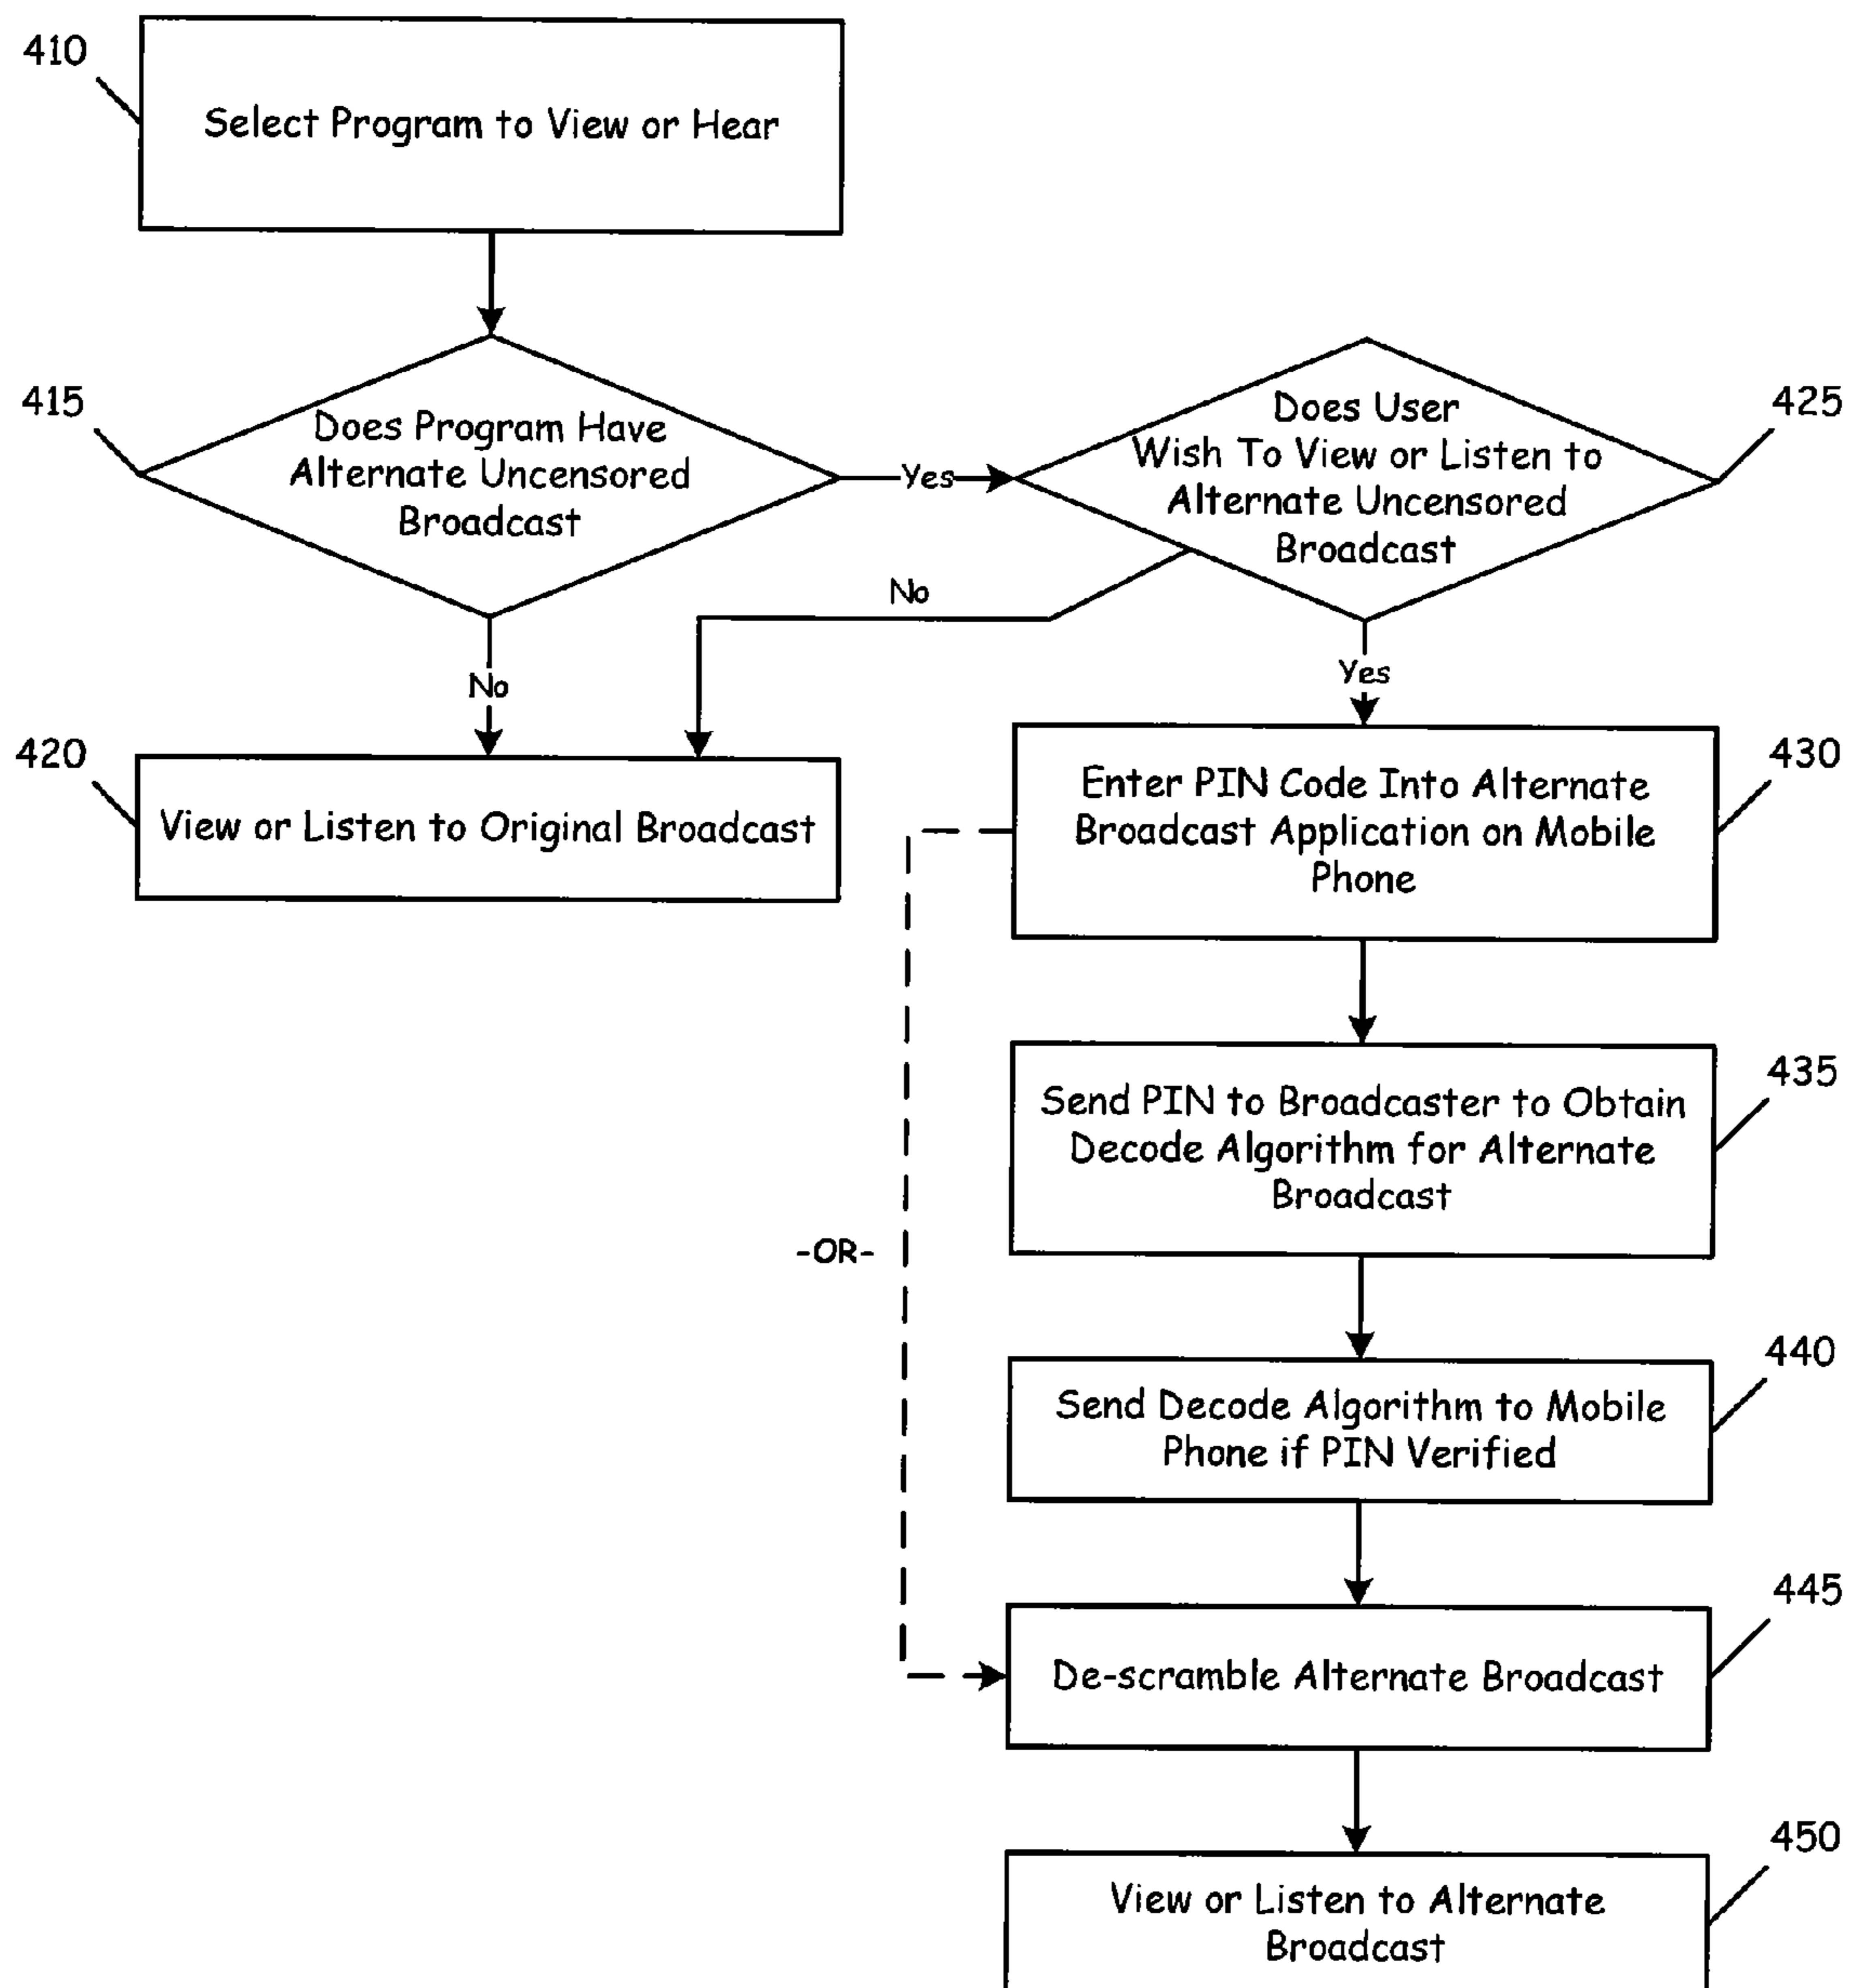 410
Select Program to View or Hear
415
Does Program Have
Alternate Uncensored
Broadcast
Yes
Does User
Wish To View or Listen to
Alternate Uncensored
Broadcast
425
No
No
Yes
420
View or Listen to Original Broadcast
430
Enter PIN Code Into Alternate
Broadcast Application on Mobile
Phone
435
Send PIN to Broadcaster to Obtain
Decode Algorithm for Alternate
Broadcast
-OR-
440
Send Decode Algorithm to Mobile
Phone if PIN Verified
445
De-scramble Alternate Broadcast
450
View or Listen to Alternate
Broadcast